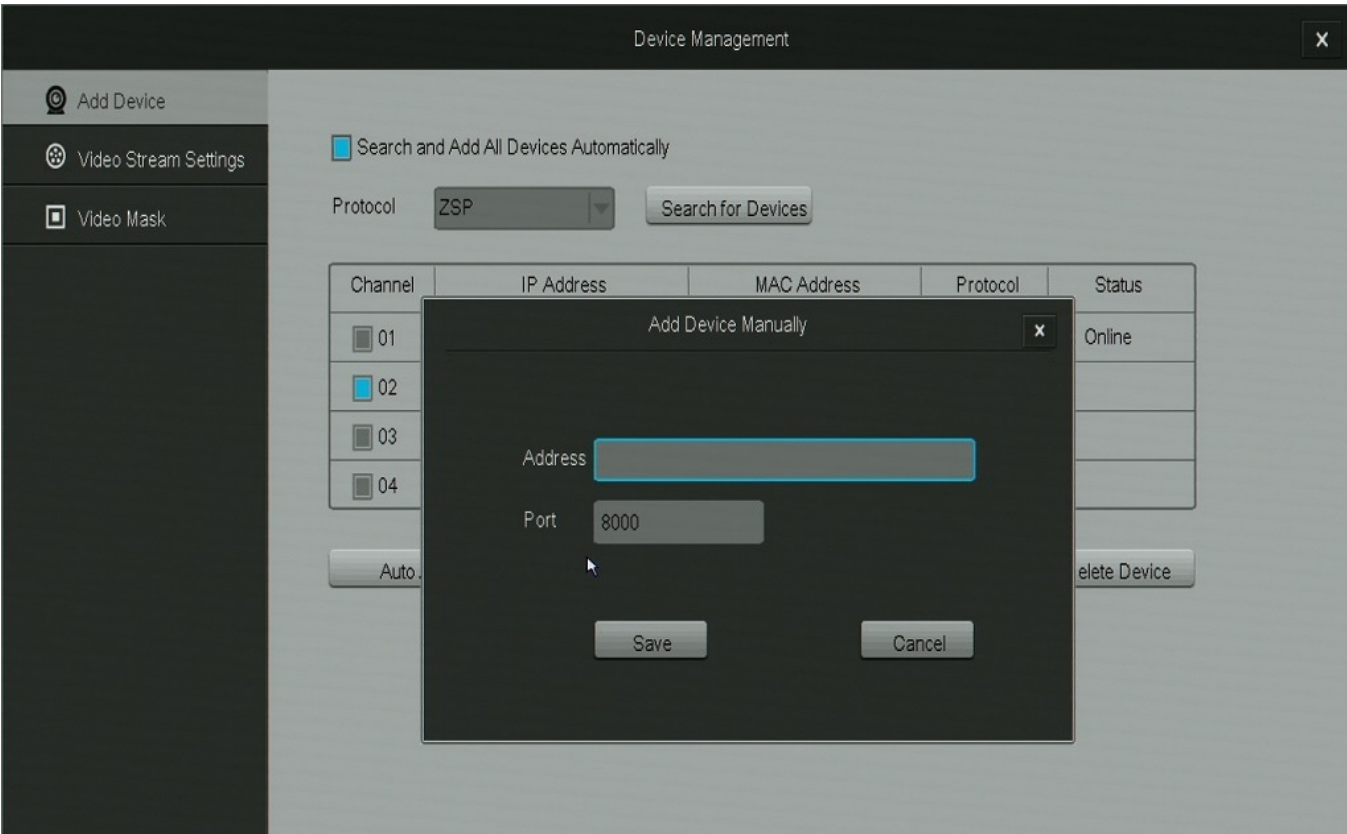 Device Management
x
Add Device
Video Stream Settings
Video Mask
Search and Add All Devices Automatically
Protocol ZSP Search for Devices
Channel IP Address MAC Address Protocol Status
Add Device Manually x
01 Online
02
03
04
Address
Port 8000
Auto
elete Device
Save Cancel